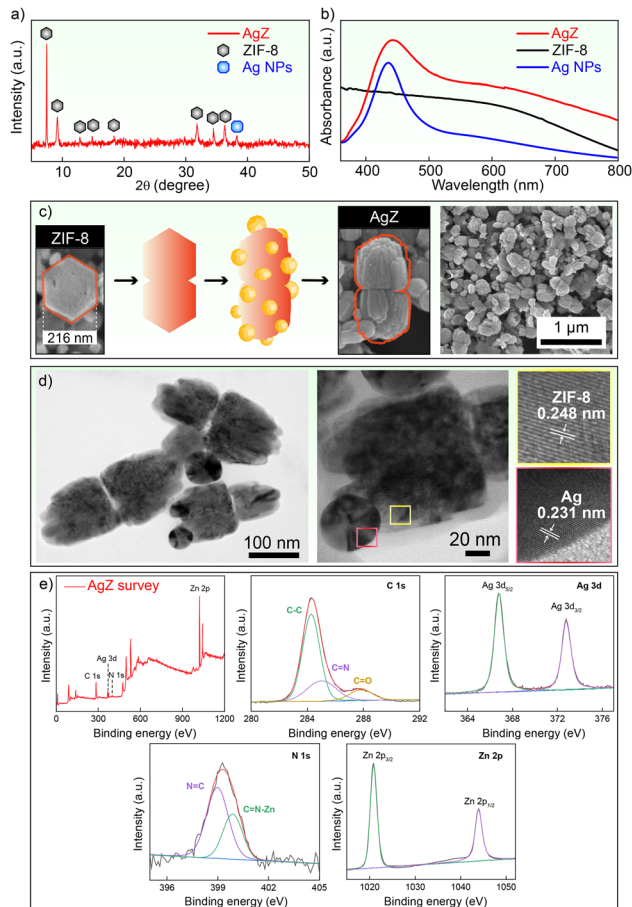 a)
AgZ
ZIF-8
Ag NPs
Intensity (a.u.)
10 20 30 40 50
2θ (degree)
b)
AgZ
ZIF-8
Ag NPs
Absorbance (a.u.)
400 500 600 700 800
Wavelength (nm)
c)
ZIF-8
216 nm
AgZ
1 µm
d)
100 nm
20 nm
ZIF-8
0.248 nm
Ag
0.231 nm
e)
AgZ survey
Zn 2p
Ag 3d
C 1s
N 1s
Intensity (a.u.)
0 200 400 600 800 1000 1200
Binding energy (eV)
C 1s
C-C
C=N
C=O
Intensity (a.u.)
280 284 288 292
Binding energy (eV)
Ag 3d
Ag 3d5/2
Ag 3d3/2
Intensity (a.u.)
364 368 372 376
Binding energy (eV)
N 1s
N=C
C=N-Zn
Intensity (a.u.)
396 399 402 405
Binding energy (eV)
Zn 2p
Zn 2p3/2
Zn 2p1/2
Intensity (a.u.)
1020 1030 1040 1050
Binding energy (eV)